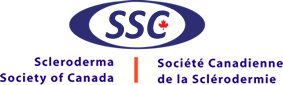 SSC
Scleroderma
Society of Canada
Société Canadienne
de la Sclérodermie